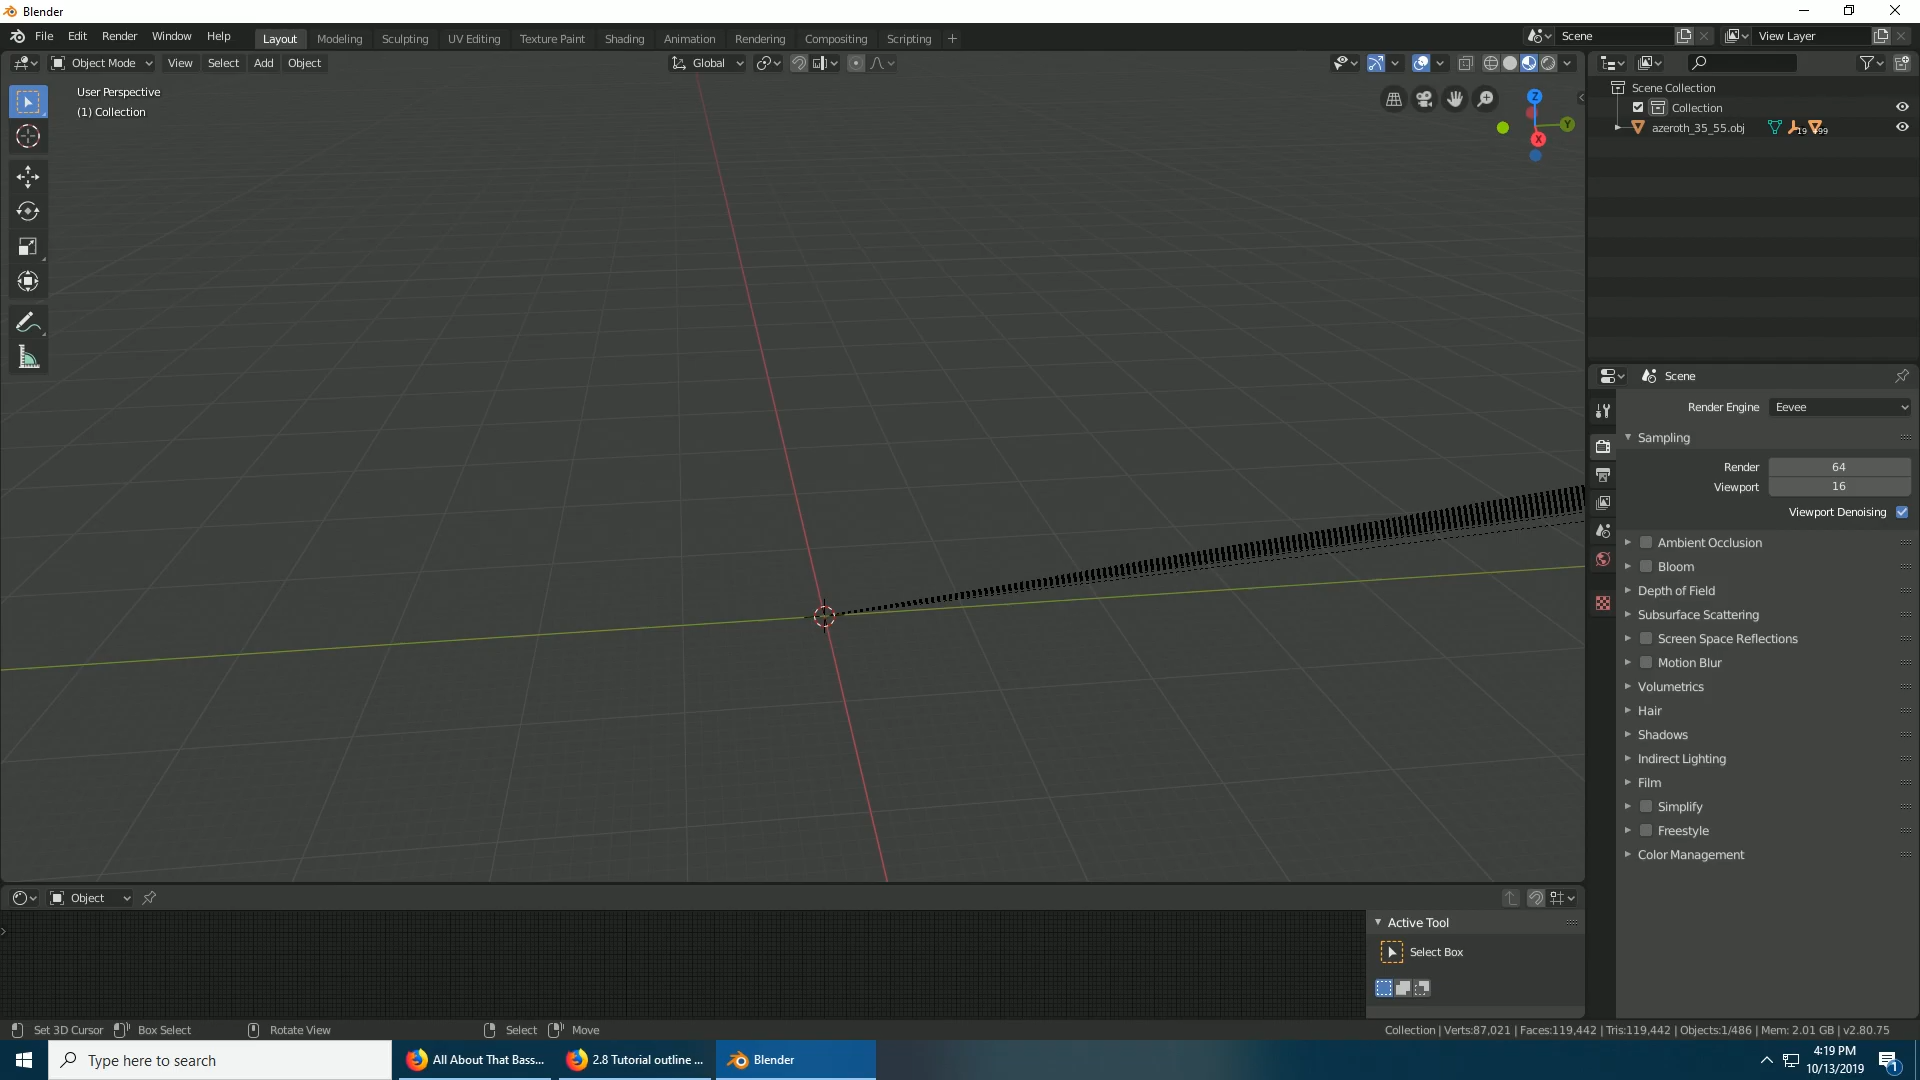 Blender
File Edit Render Window Help Layout Modeling Sculpting UV Editing Texture Paint Shading Animation Rendering Compositing Scripting Scene View Layer
Object Mode View Select Add Object Global
User Perspective
(1) Collection
Z
Y
X
Scene Collection
Collection
azeroth_35_55.obj 19 99
Scene
Render Engine Eevee
Sampling
Render 64
Viewport 16
Viewport Denoising
Ambient Occlusion
Bloom
Depth of Field
Subsurface Scattering
Screen Space Reflections
Motion Blur
Volumetrics
Hair
Shadows
Indirect Lighting
Film
Simplify
Freestyle
Color Management
Object
Active Tool
Select Box
Set 3D Cursor Box Select Rotate View Select Move Collection | Verts:87,021 | Faces:119,442 | Tris:119,442 | Objects:1/486 | Mem: 2.01 GB | v2.80.75
Type here to search All About That Bass... 2.8 Tutorial outline ... Blender 4:19 PM
10/13/2019 1